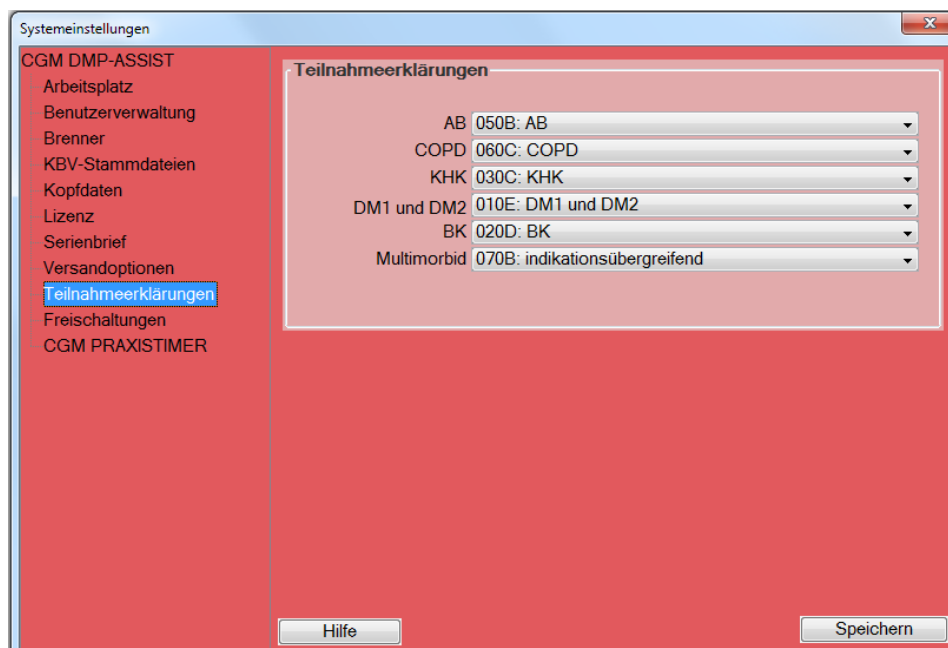 Systemeinstellungen
CGM DMP-ASSIST
Arbeitsplatz
Benutzerverwaltung
Brenner
KBV-Stammdateien
Kopfdaten
Lizenz
Serienbrief
Versandoptionen
Teilnahmeerklärungen
Freischaltungen
CGM PRAXISTIMER
Teilnahmeerklärungen
AB 050B: AB
COPD 060C: COPD
KHK 030C: KHK
DM1 und DM2 010E: DM1 und DM2
BK 020D: BK
Multimorbid 070B: indikationsübergreifend
Hilfe
Speichern